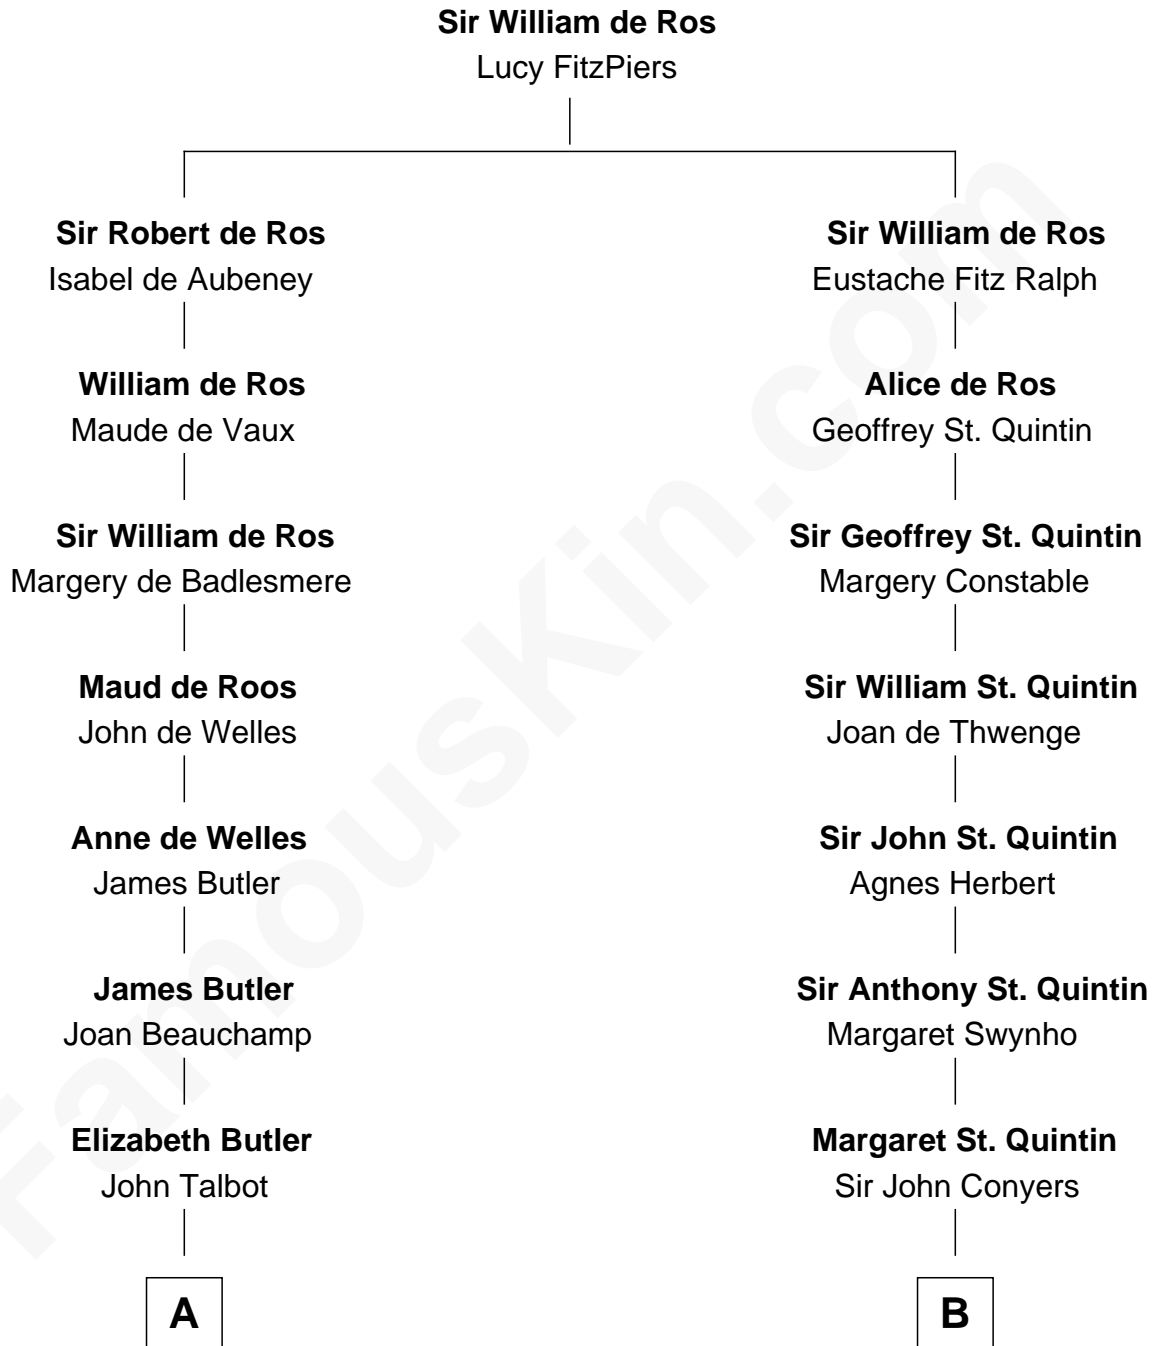 Sir William de Ros
Lucy FitzPiers
Sir Robert de Ros
Isabel de Aubeney
William de Ros
Maude de Vaux
Sir William de Ros
Margery de Badlesmere
Maud de Roos
John de Welles
Anne de Welles
James Butler
James Butler
Joan Beauchamp
Elizabeth Butler
John Talbot
A
Sir William de Ros
Eustache Fitz Ralph
Alice de Ros
Geoffrey St. Quintin
Sir Geoffrey St. Quintin
Margery Constable
Sir William St. Quintin
Joan de Thwenge
Sir John St. Quintin
Agnes Herbert
Sir Anthony St. Quintin
Margaret Swynho
Margaret St. Quintin
Sir John Conyers
B
FamousKin.com